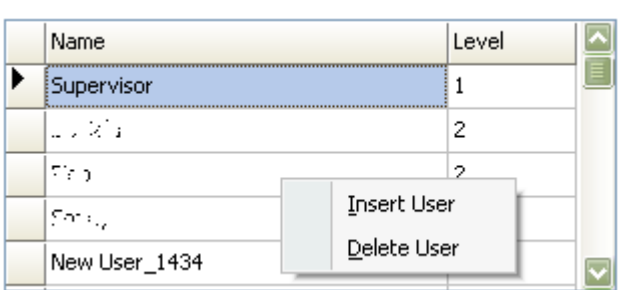 Name Level
Supervisor 1
2
2
Insert User
Delete User
New User_1434